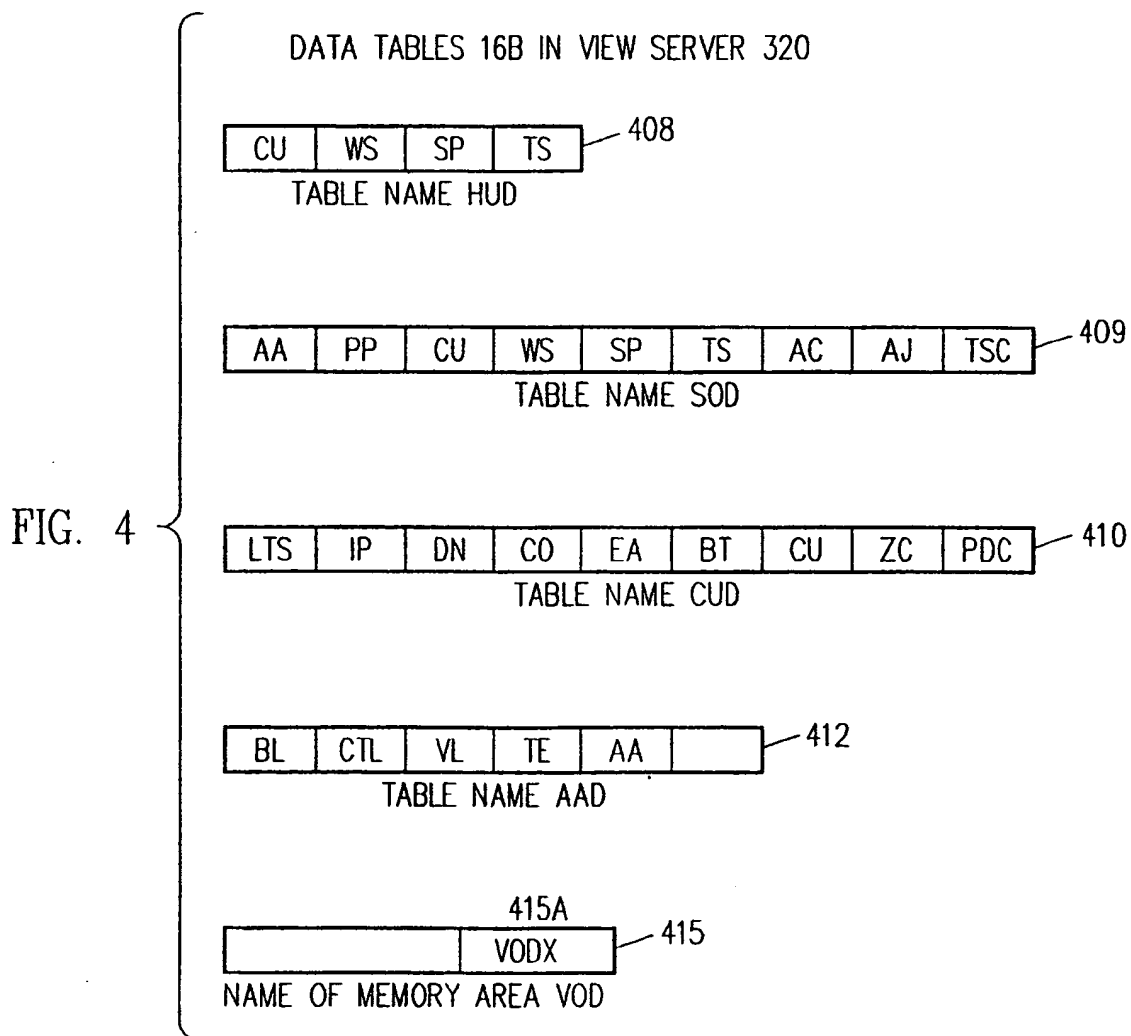 DATA TABLES 16B IN VIEW SERVER 320
CU WS SP TS 408
TABLE NAME HUD
AA PP CU WS SP TS AC AJ TSC 409
TABLE NAME SOD
FIG. 4
LTS IP DN CO EA BT CU ZC PDC 410
TABLE NAME CUD
BL CTL VL TE AA 412
TABLE NAME AAD
415A
VODX 415
NAME OF MEMORY AREA VOD